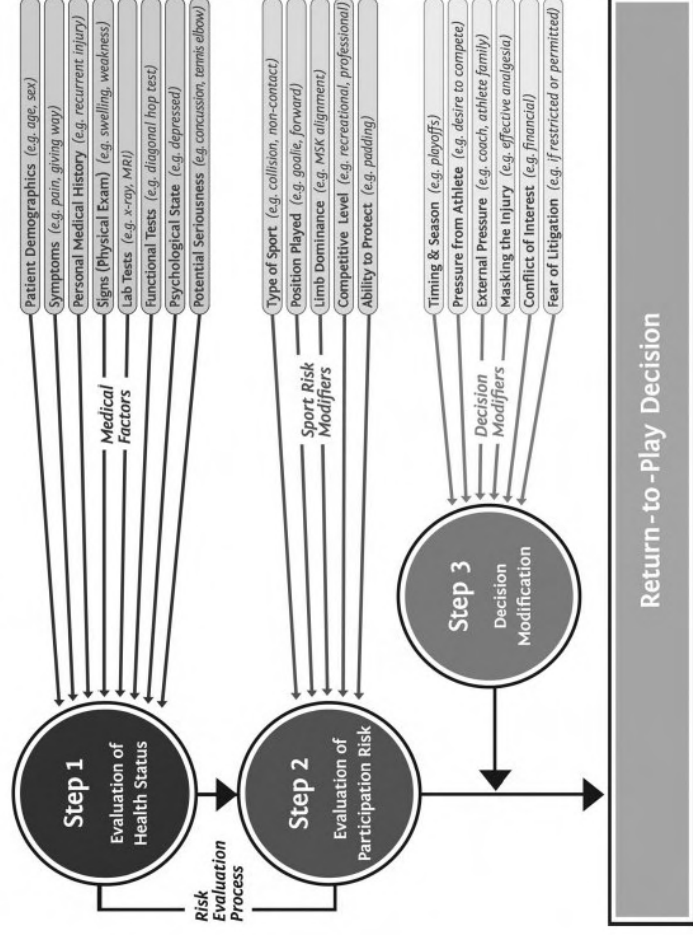 Step 1
Evaluation of
Health Status
Medical
Factors
Patient Demographics (e.g. age, sex)
Symptoms (e.g. pain, giving way)
Personal Medical History (e.g. recurrent injury)
Signs (Physical Exam) (e.g. swelling, weakness)
Lab Tests (e.g. x-ray, MRI)
Functional Tests (e.g. diagonal hop test)
Psychological State (e.g. depressed)
Potential Seriousness (e.g. concussion, tennis elbow)
Risk
Evaluation
Process
Step 2
Evaluation of
Participation Risk
Sport Risk
Modifiers
Type of Sport (e.g. collision, non-contact)
Position Played (e.g. goalie, forward)
Limb Dominance (e.g. MSK alignment)
Competitive Level (e.g. recreational, professional)
Ability to Protect (e.g. padding)
Step 3
Decision
Modification
Decision
Modifiers
Timing & Season (e.g. playoffs)
Pressure from Athlete (e.g. desire to compete)
External Pressure (e.g. coach, athlete family)
Masking the Injury (e.g. effective analgesia)
Conflict of Interest (e.g. financial)
Fear of Litigation (e.g. if restricted or permitted)
Return-to-Play Decision